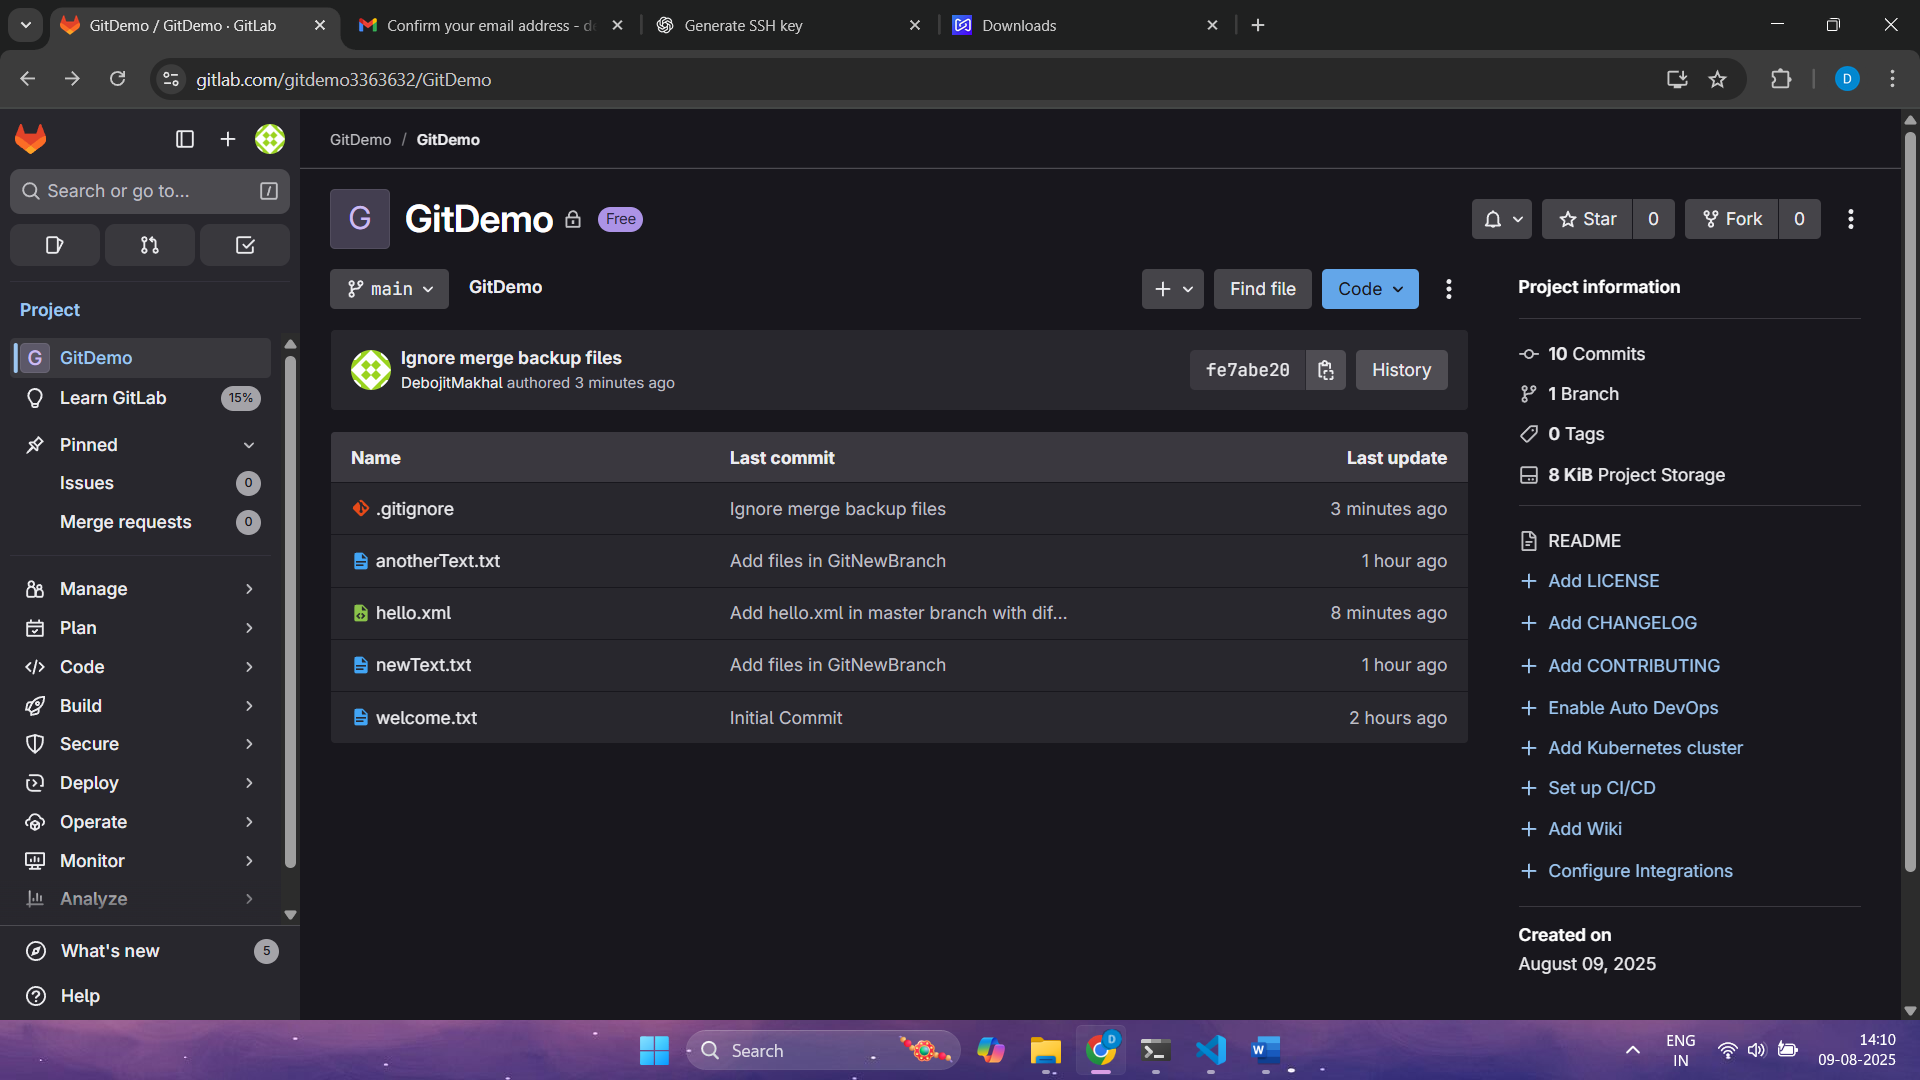 GitDemo / GitDemo · GitLab
Confirm your email address - d
Generate SSH key
Downloads
gitlab.com/gitdemo3363632/GitDemo
D
GitDemo / GitDemo
Search or go to...
/
G
GitDemo
Free
Star
0
Fork
0
main
GitDemo
Find file
Code
Project
G GitDemo
Learn GitLab 15%
Pinned
Issues 0
Merge requests 0
Manage
Plan
Code
Build
Secure
Deploy
Operate
Monitor
Analyze
What's new 5
Help
Ignore merge backup files
DebojitMakhal authored 3 minutes ago
fe7abe20
History
Name Last commit Last update
.gitignore Ignore merge backup files 3 minutes ago
anotherText.txt Add files in GitNewBranch 1 hour ago
hello.xml Add hello.xml in master branch with dif... 8 minutes ago
newText.txt Add files in GitNewBranch 1 hour ago
welcome.txt Initial Commit 2 hours ago
Project information
10 Commits
1 Branch
0 Tags
8 KiB Project Storage
README
Add LICENSE
Add CHANGELOG
Add CONTRIBUTING
Enable Auto DevOps
Add Kubernetes cluster
Set up CI/CD
Add Wiki
Configure Integrations
Created on
August 09, 2025
Search
D
W
ENG
IN
14:10
09-08-2025